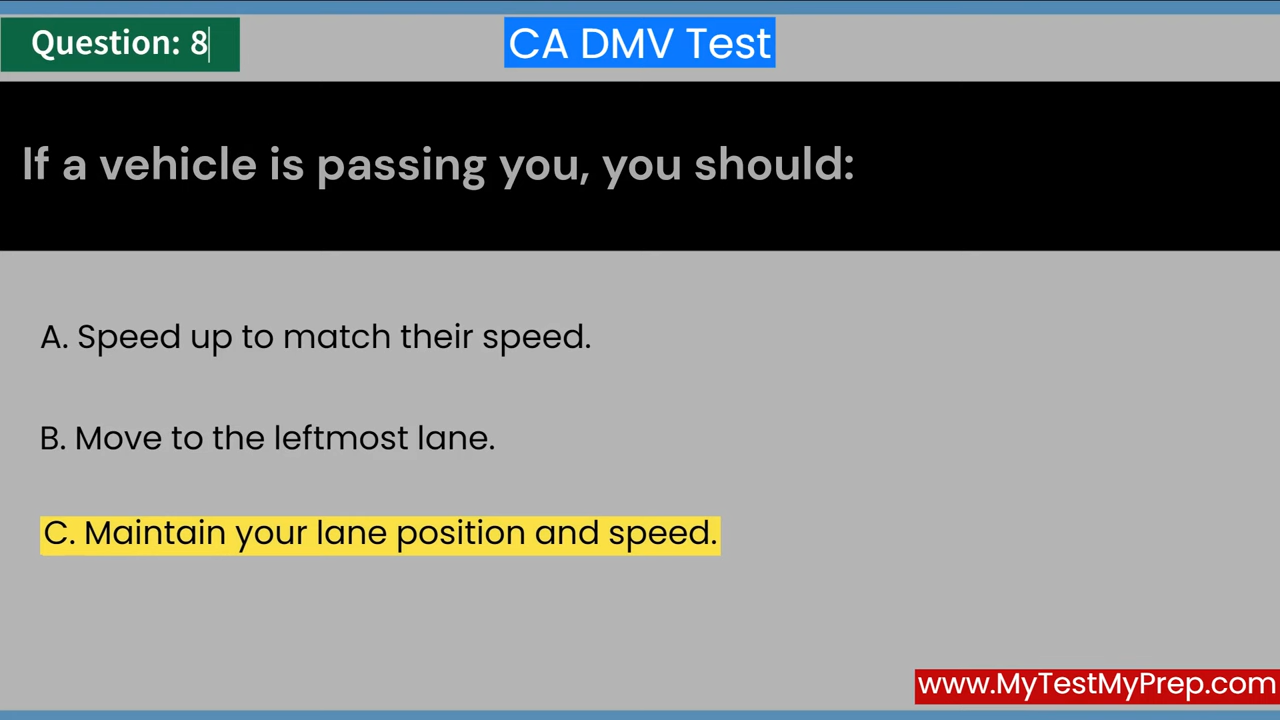 Question: 8
CA DMV Test
If a vehicle is passing you, you should:
A. Speed up to match their speed.
B. Move to the leftmost lane.
C. Maintain your lane position and speed.
www.MyTestMyPrep.com